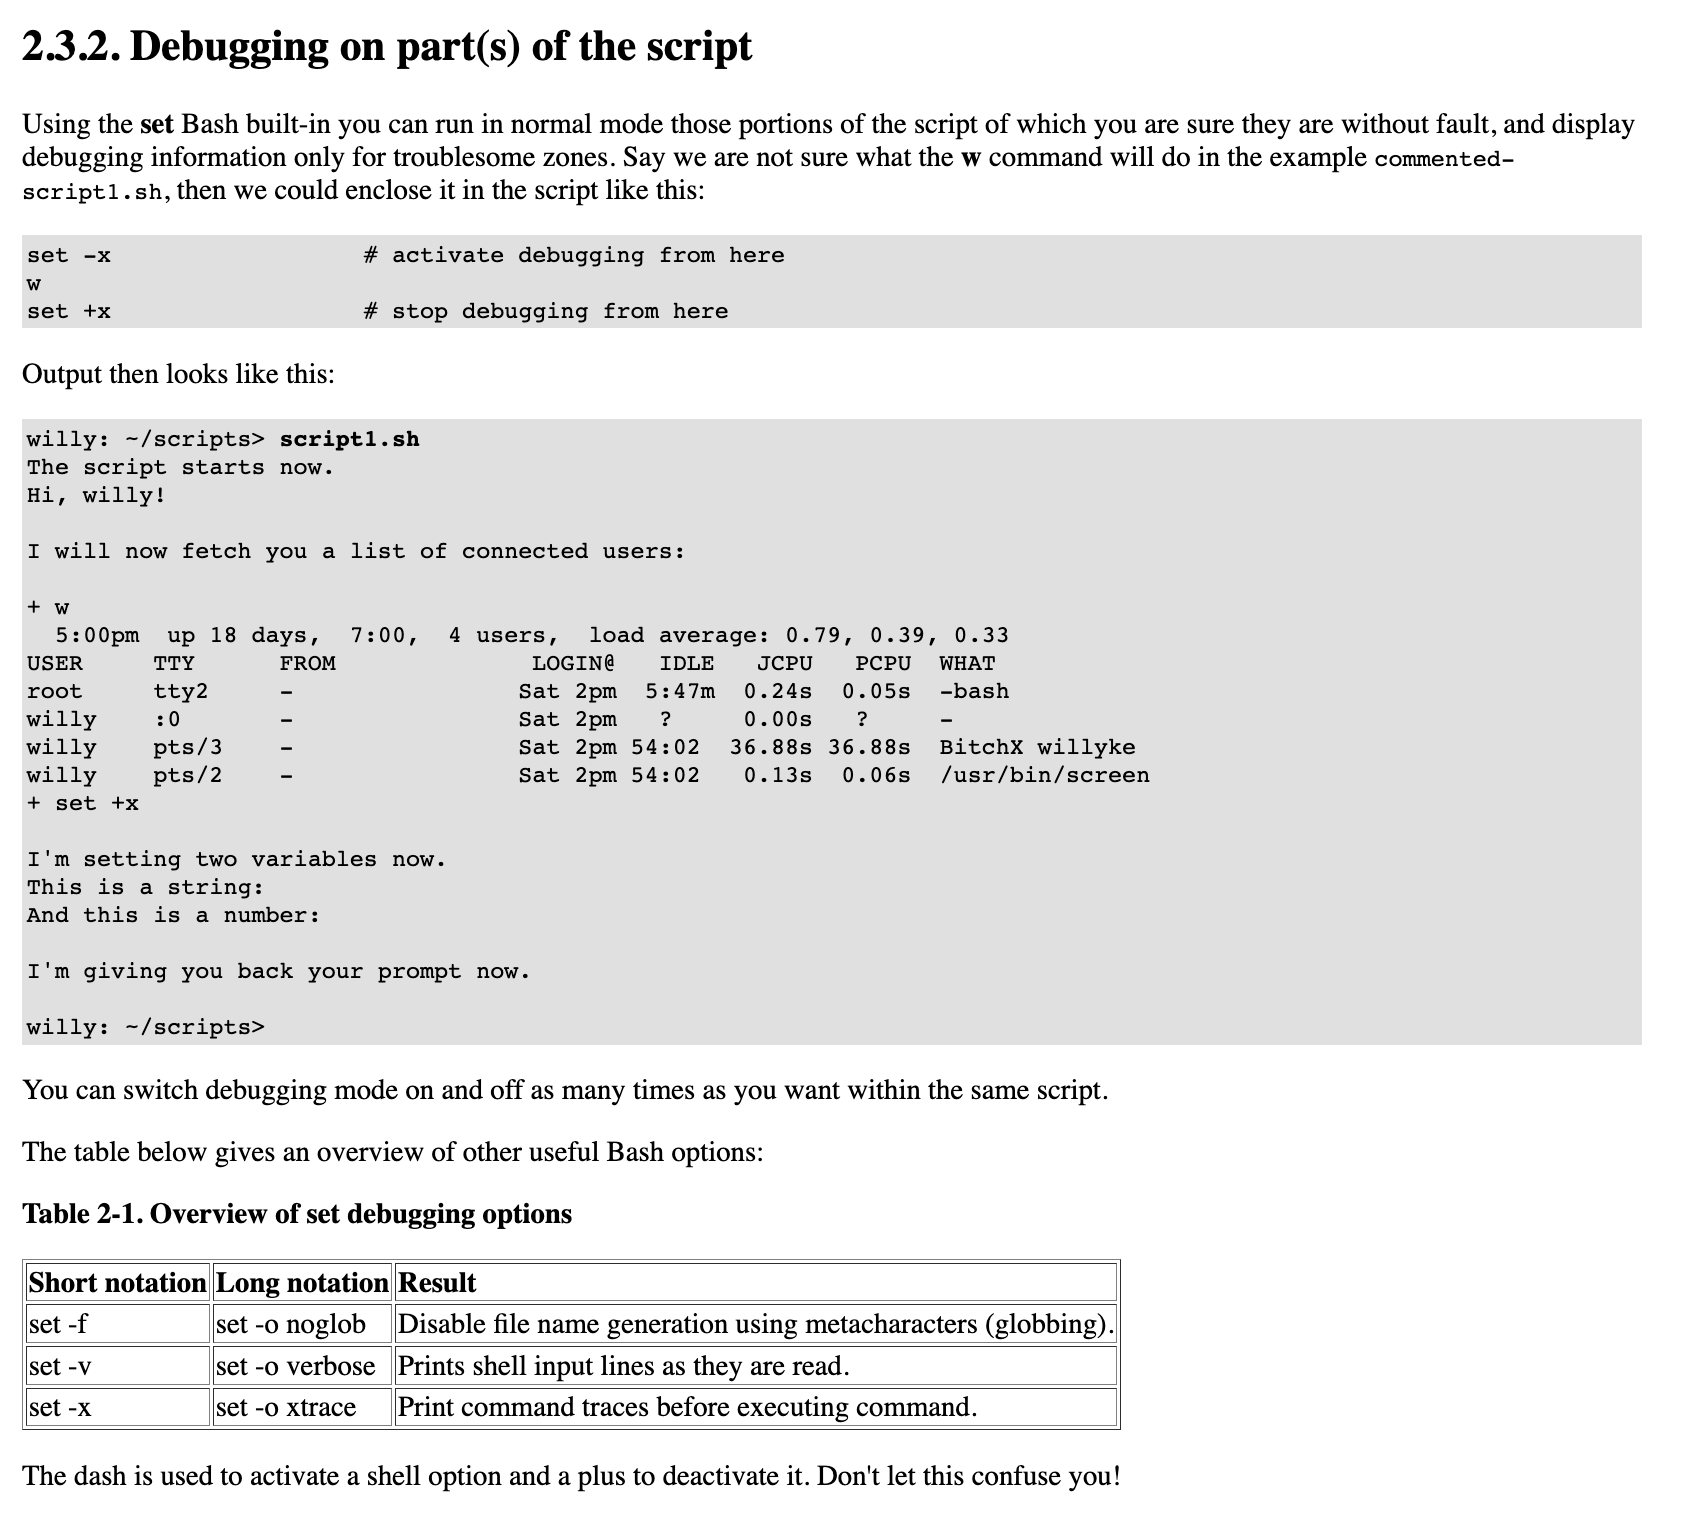 2.3.2. Debugging on part(s) of the script
Using the set Bash built-in you can run in normal mode those portions of the script of which you are sure they are without fault, and display
debugging information only for troublesome zones. Say we are not sure what the w command will do in the example commented-
script1.sh, then we could enclose it in the script like this:
set -x                  # activate debugging from here
w
set +x                  # stop debugging from here
Output then looks like this:
willy: ~/scripts> script1.sh
The script starts now.
Hi, willy!
I will now fetch you a list of connected users:
+ w
  5:00pm  up 18 days,  7:00,  4 users,  load average: 0.79, 0.39, 0.33
USER     TTY      FROM              LOGIN@   IDLE   JCPU   PCPU  WHAT
root     tty2     -                Sat 2pm  5:47m  0.24s  0.05s  -bash
willy    :0       -                Sat 2pm   ?     0.00s   ?     -
willy    pts/3    -                Sat 2pm 54:02  36.88s 36.88s  BitchX willyke
willy    pts/2    -                Sat 2pm 54:02   0.13s  0.06s  /usr/bin/screen
+ set +x
I'm setting two variables now.
This is a string:
And this is a number:
I'm giving you back your prompt now.
willy: ~/scripts>
You can switch debugging mode on and off as many times as you want within the same script.
The table below gives an overview of other useful Bash options:
Table 2-1. Overview of set debugging options
Short notation Long notation Result
set -f set -o noglob Disable file name generation using metacharacters (globbing).
set -v set -o verbose Prints shell input lines as they are read.
set -x set -o xtrace Print command traces before executing command.
The dash is used to activate a shell option and a plus to deactivate it. Don't let this confuse you!